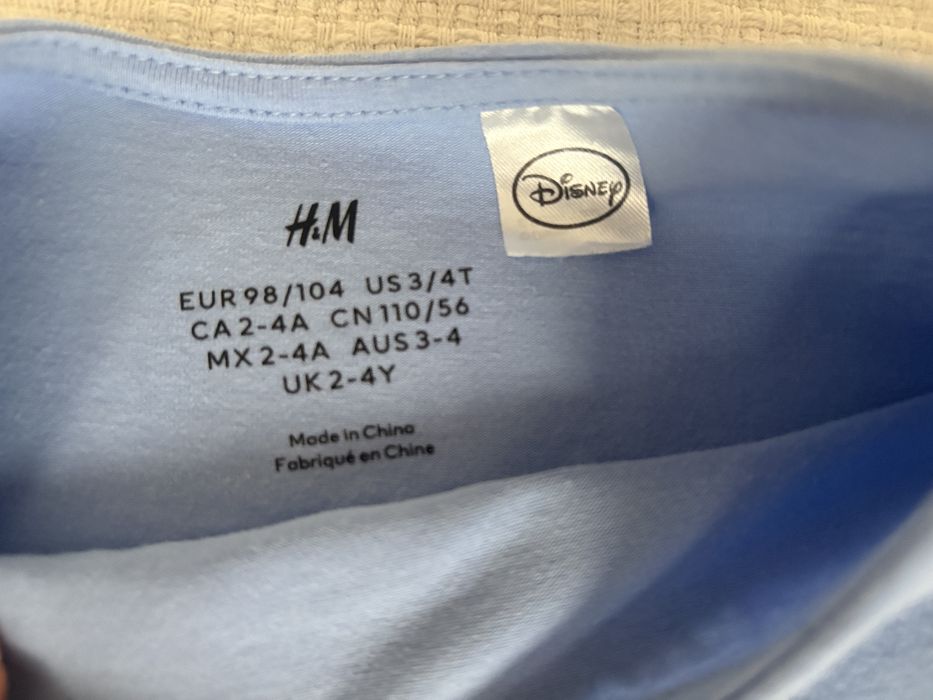 Disney
H&M
EUR 98/104 US 3/4T
CA 2-4A CN 110/56
MX 2-4A AUS 3-4
UK 2-4Y
Made in China
Fabriqué en Chine